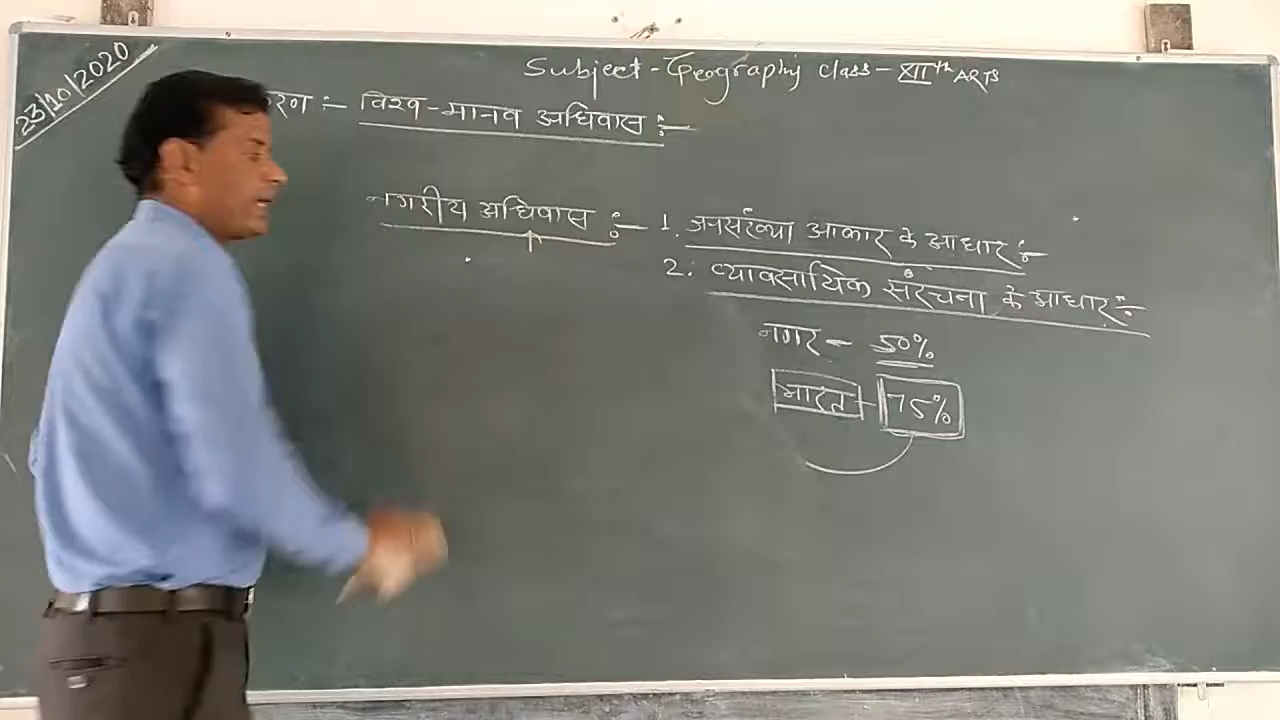 23/10/2020
Subject - Geography Class - XIIth ARTS
रण :- विश्व - मानव अधिवास :-
नगरीय अधिवास :- 1. जनसंख्या आकार के आधार :-
2. व्यावसायिक संरचना के आधार :-
नगर - 50%
भारत - 75%